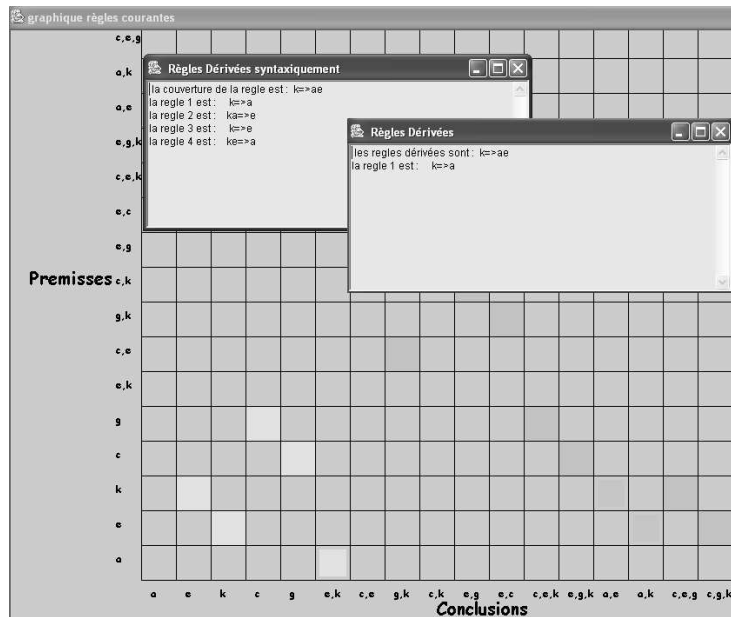 graphique règles courantes
c,e,g
a,k
a,e
e,g,k
c,e,k
e,c
e,g
Premisses c,k
g,k
c,e
e,k
g
c
k
e
a
Règles Dérivées syntaxiquement
la couverture de la regle est : k=>ae
la regle 1 est : k=>a
la regle 2 est : ka=>e
la regle 3 est : k=>e
la regle 4 est : ke=>a
Règles Dérivées
les regles dérivées sont : k=>ae
la regle 1 est : k=>a
a e k c g e,k c,e g,k c,k e,g e,c c,e,k e,g,k a,e a,k c,e,g c,g,k
Conclusions